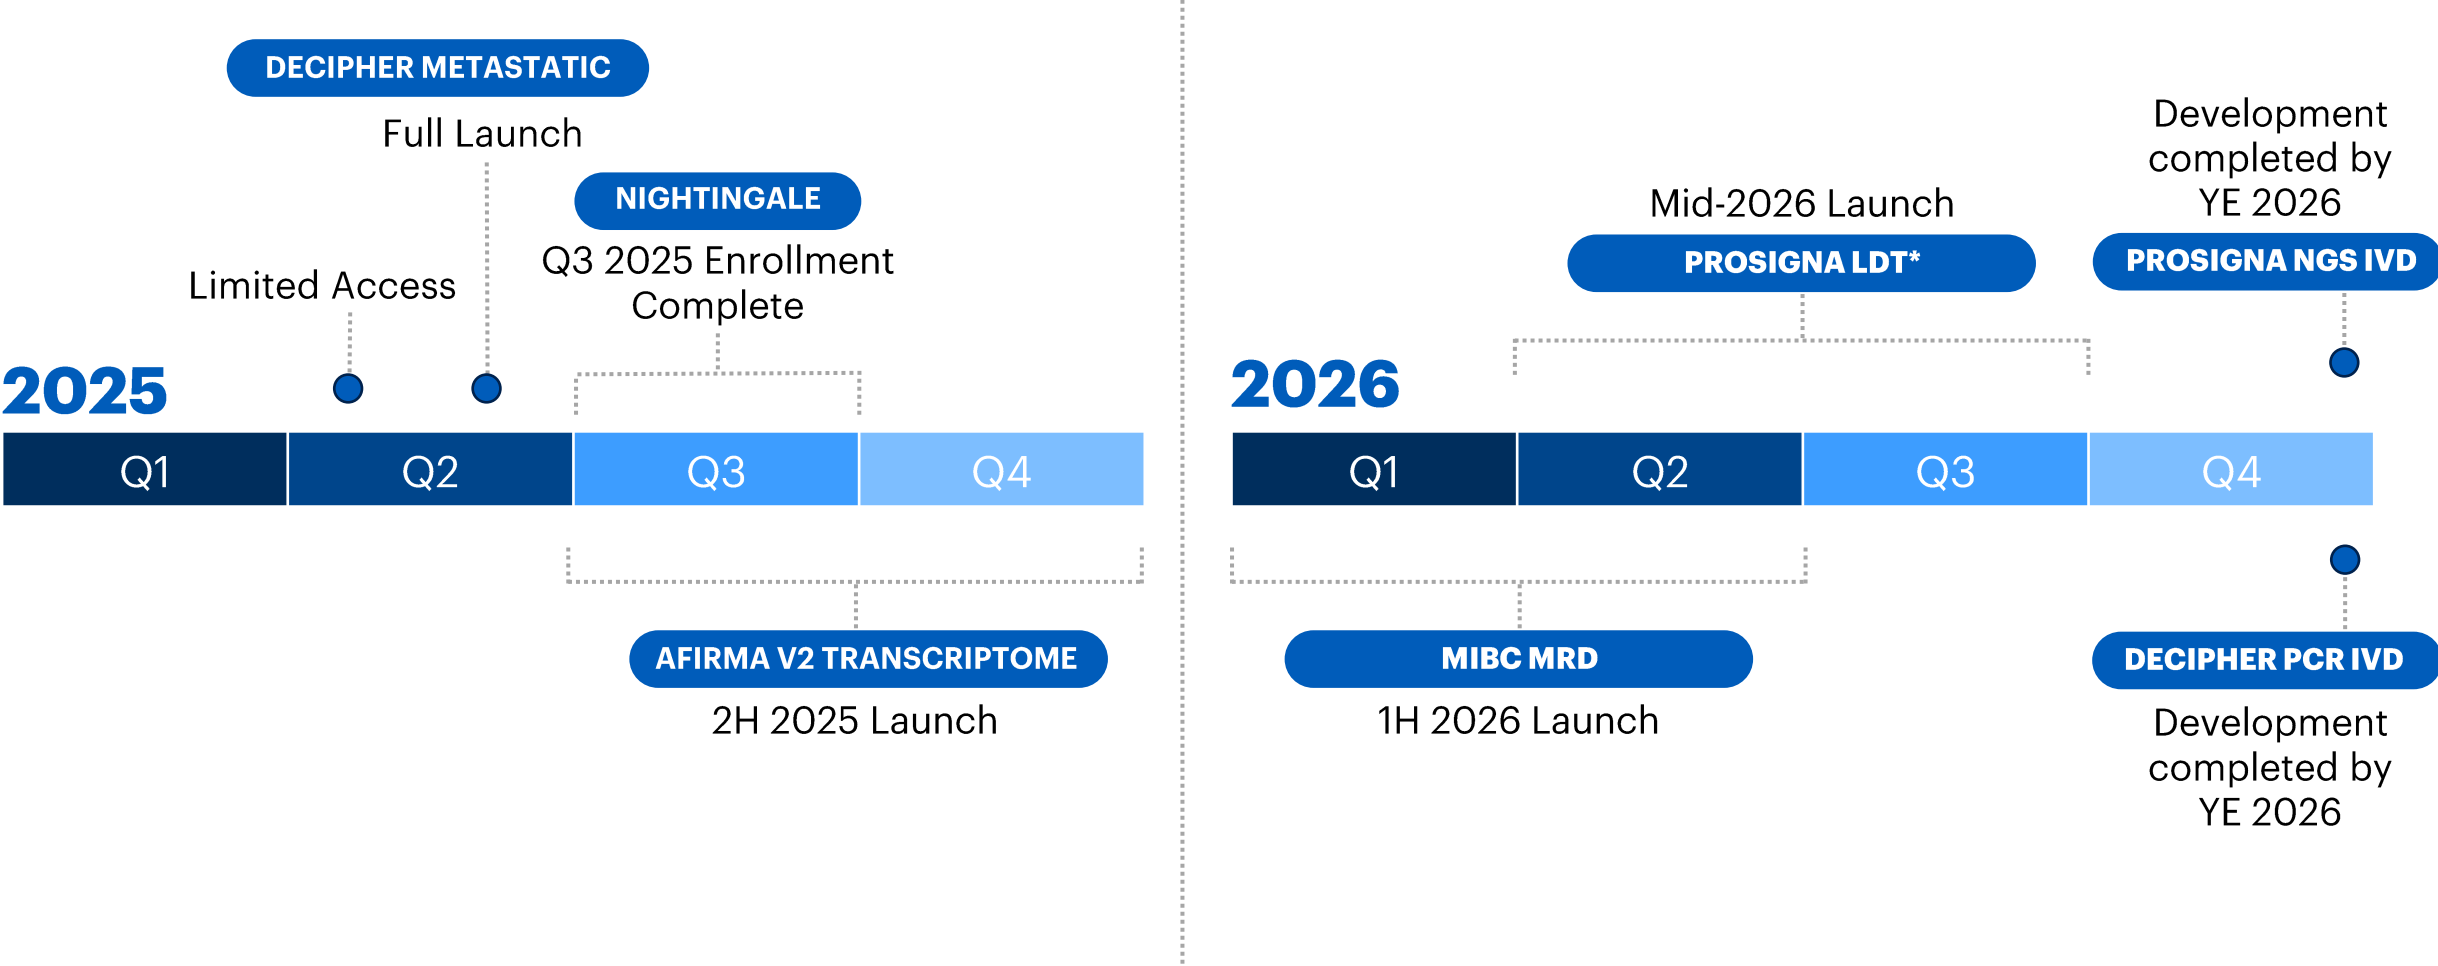 DECIPHER METASTATIC
Full Launch
Limited Access
NIGHTINGALE
Q3 2025 Enrollment
Complete
2025
Q1
Q2
Q3
Q4
AFIRMA V2 TRANSCRIPTOME
2H 2025 Launch
Mid-2026 Launch
PROSIGNA LDT*
Development
completed by
YE 2026
PROSIGNA NGS IVD
2026
Q1
Q2
Q3
Q4
MIBC MRD
1H 2026 Launch
DECIPHER PCR IVD
Development
completed by
YE 2026